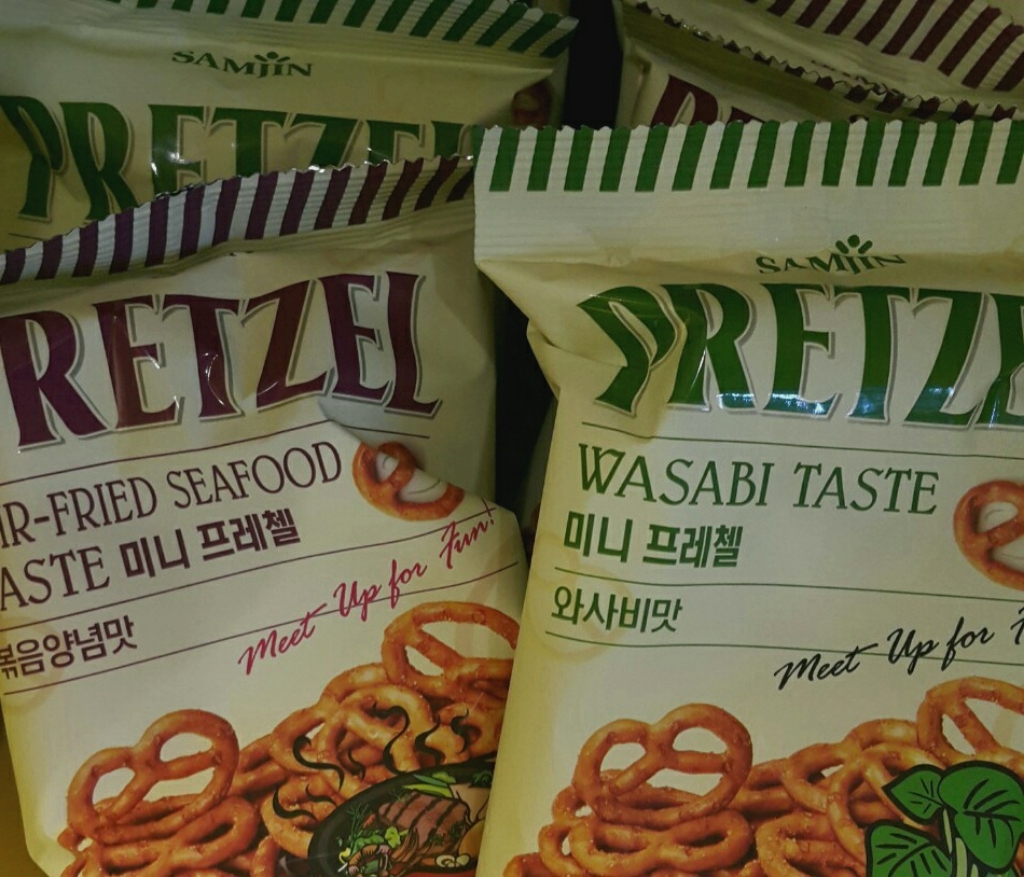 SAMJIN
PRETZEL
RETZEL
IR-FRIED SEAFOOD
ASTE 미니 프레첼
볶음양념맛
Meet Up for Fun!
SAMJIN
PRETZE
WASABI TASTE
미니 프레첼
와사비맛
Meet Up for F